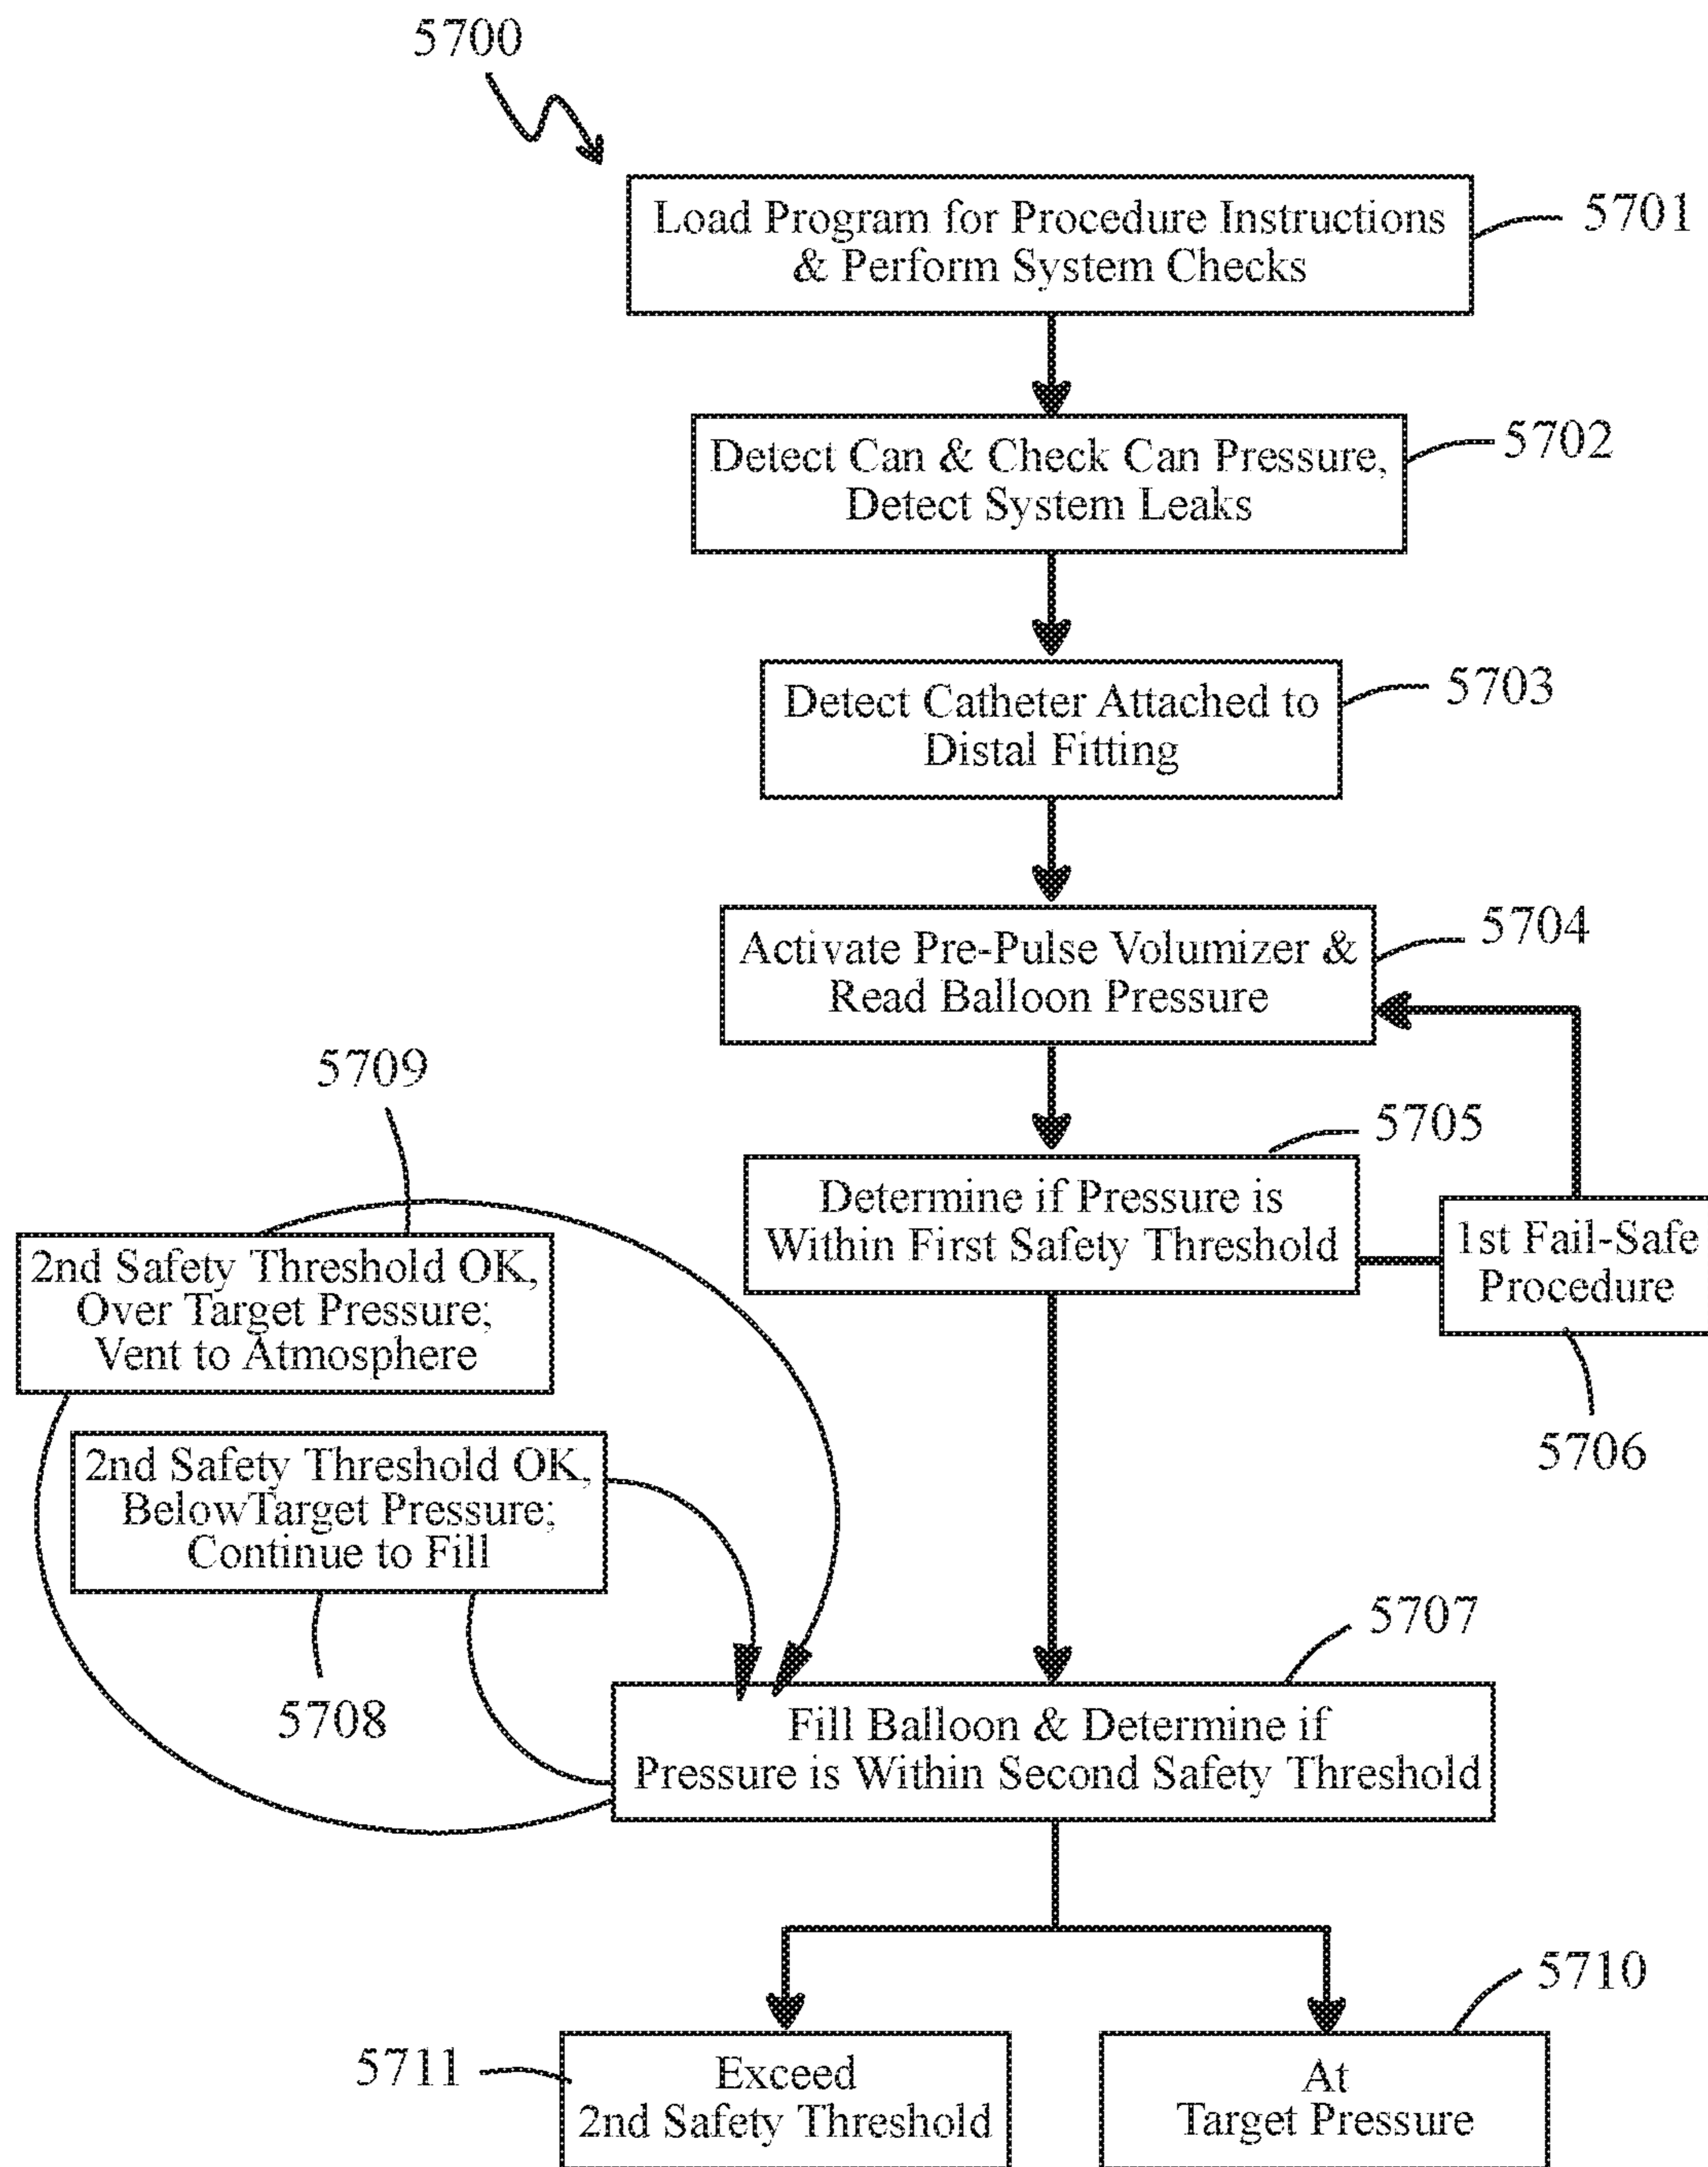 5700
Load Program for Procedure Instructions
& Perform System Checks
5701
Detect Can & Check Can Pressure,
Detect System Leaks
5702
Detect Catheter Attached to
Distal Fitting
5703
Activate Pre-Pulse Volumizer &
Read Balloon Pressure
5704
Determine if Pressure is
Within First Safety Threshold
5705
1st Fail-Safe
Procedure
5706
5709
2nd Safety Threshold OK,
Over Target Pressure;
Vent to Atmosphere
2nd Safety Threshold OK,
BelowTarget Pressure;
Continue to Fill
5708
5707
Fill Balloon & Determine if
Pressure is Within Second Safety Threshold
5711
Exceed
2nd Safety Threshold
5710
At
Target Pressure